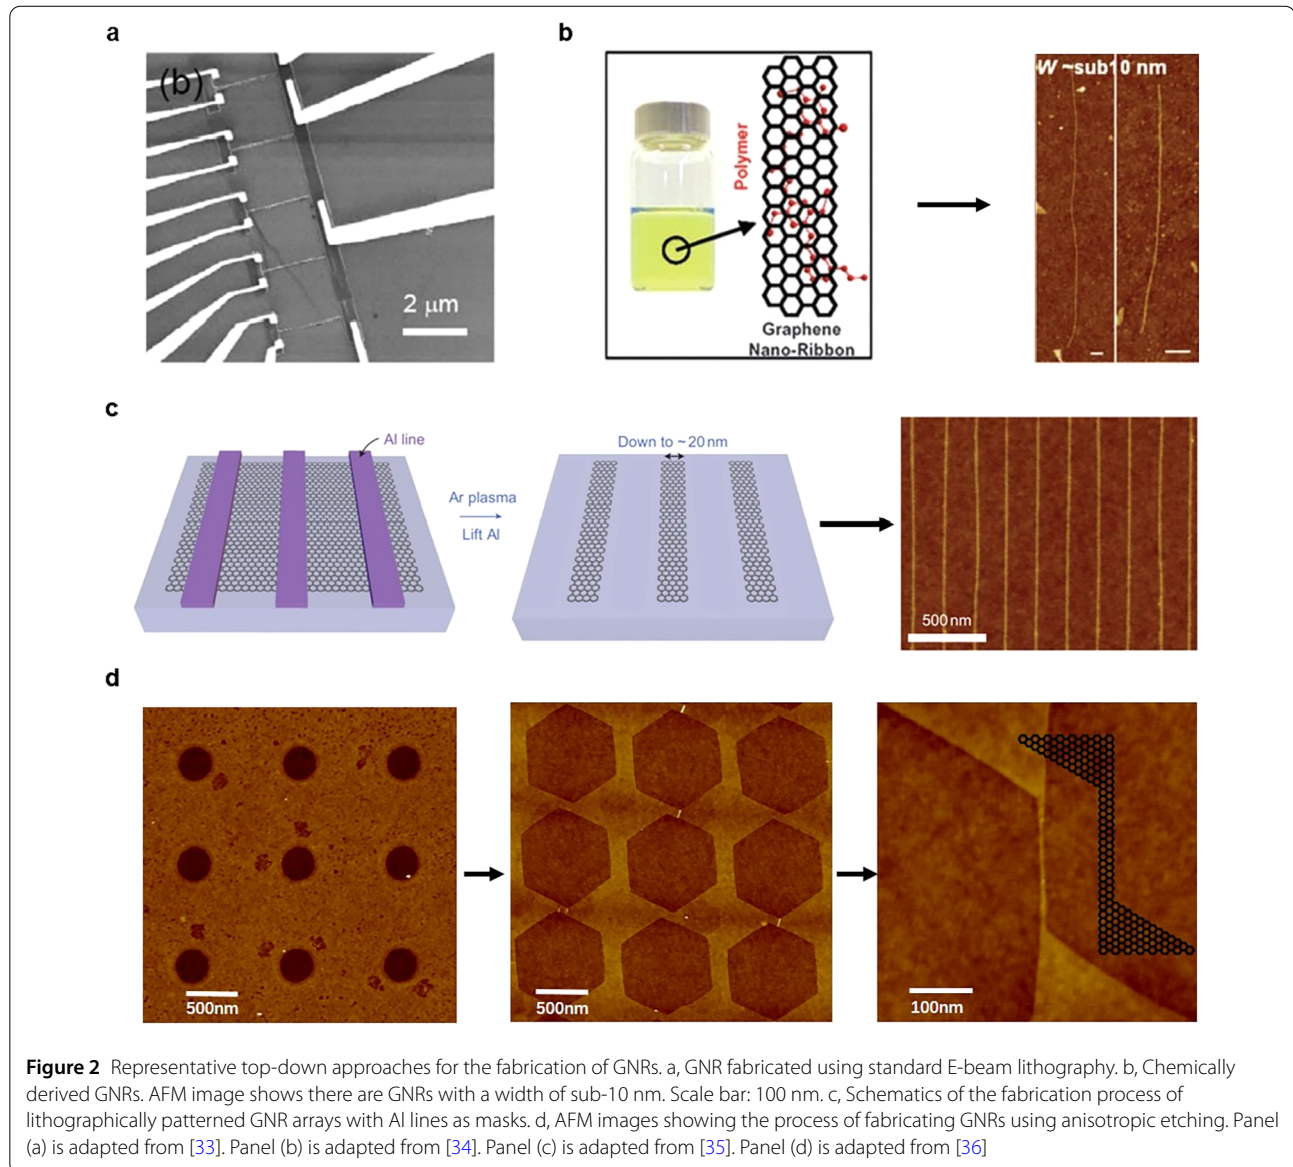 a
(b)
2 μm
b
Polymer
Graphene
Nano-Ribbon
W ~sub10 nm
c
Al line
Ar plasma
Lift Al
Down to ~20 nm
500 nm
d
500nm
500nm
100nm
Figure 2 Representative top-down approaches for the fabrication of GNRs. a, GNR fabricated using standard E-beam lithography. b, Chemically
derived GNRs. AFM image shows there are GNRs with a width of sub-10 nm. Scale bar: 100 nm. c, Schematics of the fabrication process of
lithographically patterned GNR arrays with Al lines as masks. d, AFM images showing the process of fabricating GNRs using anisotropic etching. Panel
(a) is adapted from [33]. Panel (b) is adapted from [34]. Panel (c) is adapted from [35]. Panel (d) is adapted from [36]